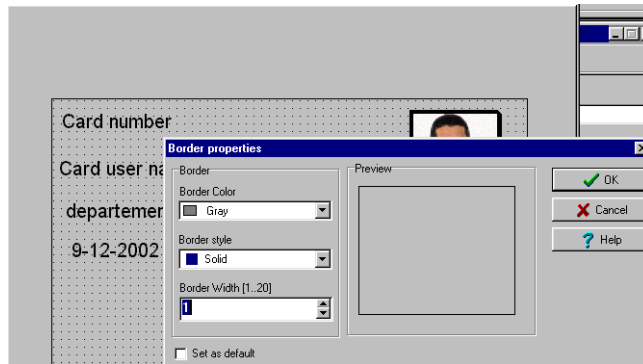 Card number
Card user na
departemen
9-12-2002
Border properties
Border
Border Color
Gray
Border style
Solid
Border Width [1..20]
1
Set as default
Preview
OK
Cancel
Help